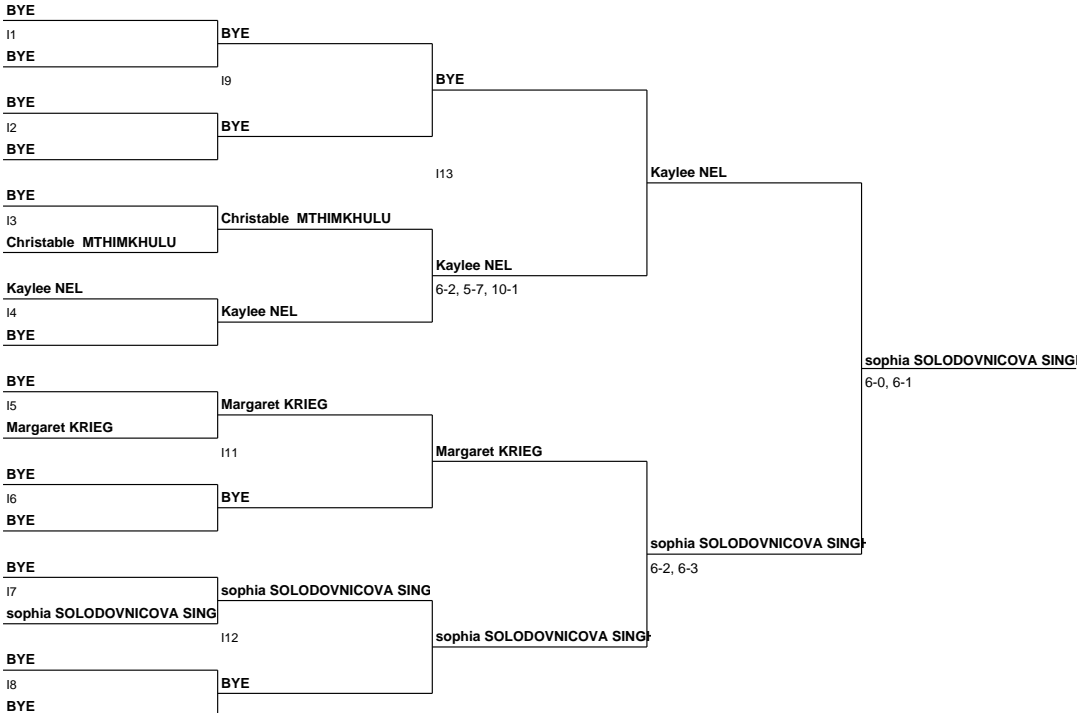 BYE
I1
BYE
BYE
I9
BYE
BYE
I2
BYE
BYE
I13
Kaylee NEL
BYE
I3
Christable MTHIMKHULU
Christable MTHIMKHULU
Kaylee NEL
6-2, 5-7, 10-1
Kaylee NEL
I4
BYE
Kaylee NEL
sophia SOLODOVNICOVA SING
6-0, 6-1
BYE
I5
Margaret KRIEG
Margaret KRIEG
I11
Margaret KRIEG
BYE
I6
BYE
BYE
sophia SOLODOVNICOVA SINGH
6-2, 6-3
BYE
I7
sophia SOLODOVNICOVA SING
sophia SOLODOVNICOVA SING
I12
sophia SOLODOVNICOVA SINGH
BYE
I8
BYE
BYE